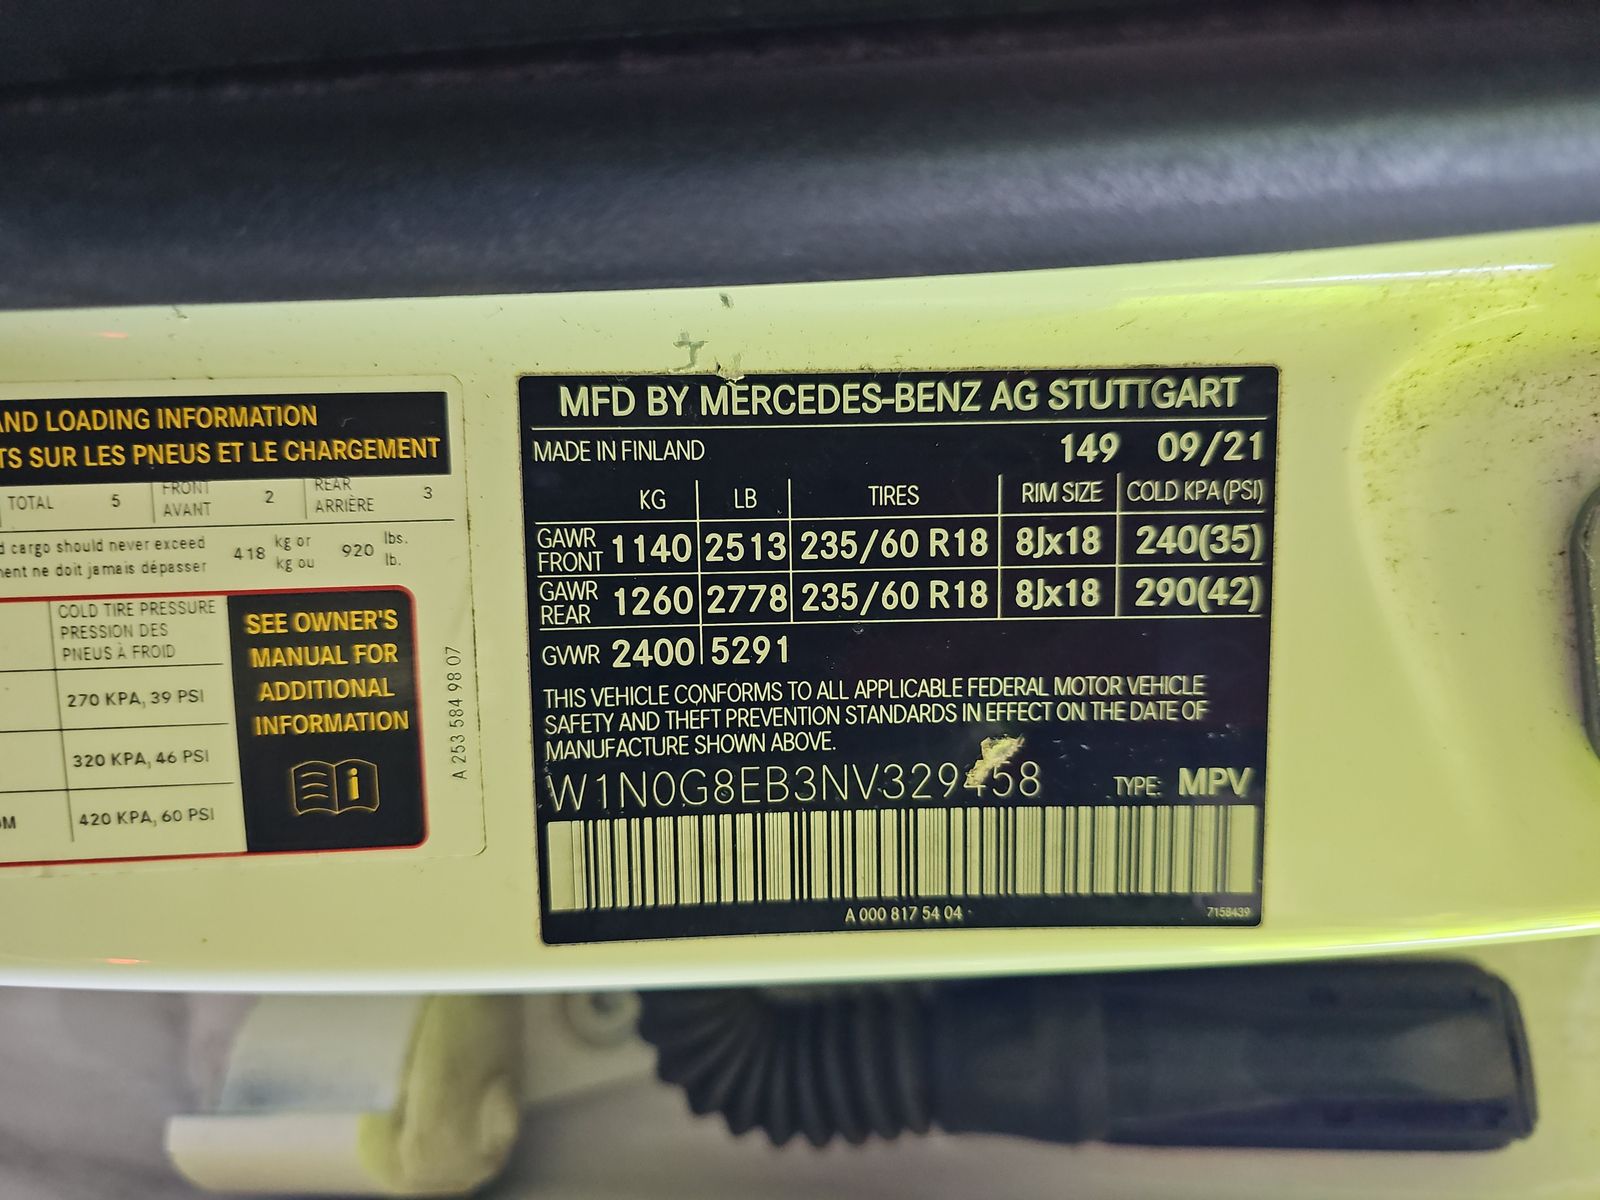 AND LOADING INFORMATION
TS SUR LES PNEUS ET LE CHARGEMENT
TOTAL 5 FRONT AVANT 2 REAR ARRIÈRE 3
d cargo should never exceed 418 kg or 920 lbs.
ment ne doit jamais dépasser kg ou lb.
COLD TIRE PRESSURE
PRESSION DES
PNEUS À FROID
270 KPA, 39 PSI
320 KPA, 46 PSI
OM 420 KPA, 60 PSI
SEE OWNER'S
MANUAL FOR
ADDITIONAL
INFORMATION
A 253 584 98 07
MFD BY MERCEDES-BENZ AG STUTTGART
MADE IN FINLAND 149 09/21
KG LB TIRES RIM SIZE COLD KPA(PSI)
GAWR FRONT 1140 2513 235/60 R18 8Jx18 240(35)
GAWR REAR 1260 2778 235/60 R18 8Jx18 290(42)
GVWR 2400 5291
THIS VEHICLE CONFORMS TO ALL APPLICABLE FEDERAL MOTOR VEHICLE
SAFETY AND THEFT PREVENTION STANDARDS IN EFFECT ON THE DATE OF
MANUFACTURE SHOWN ABOVE.
W1N0G8EB3NV329458 TYPE: MPV
A 000 817 54 04
7158439